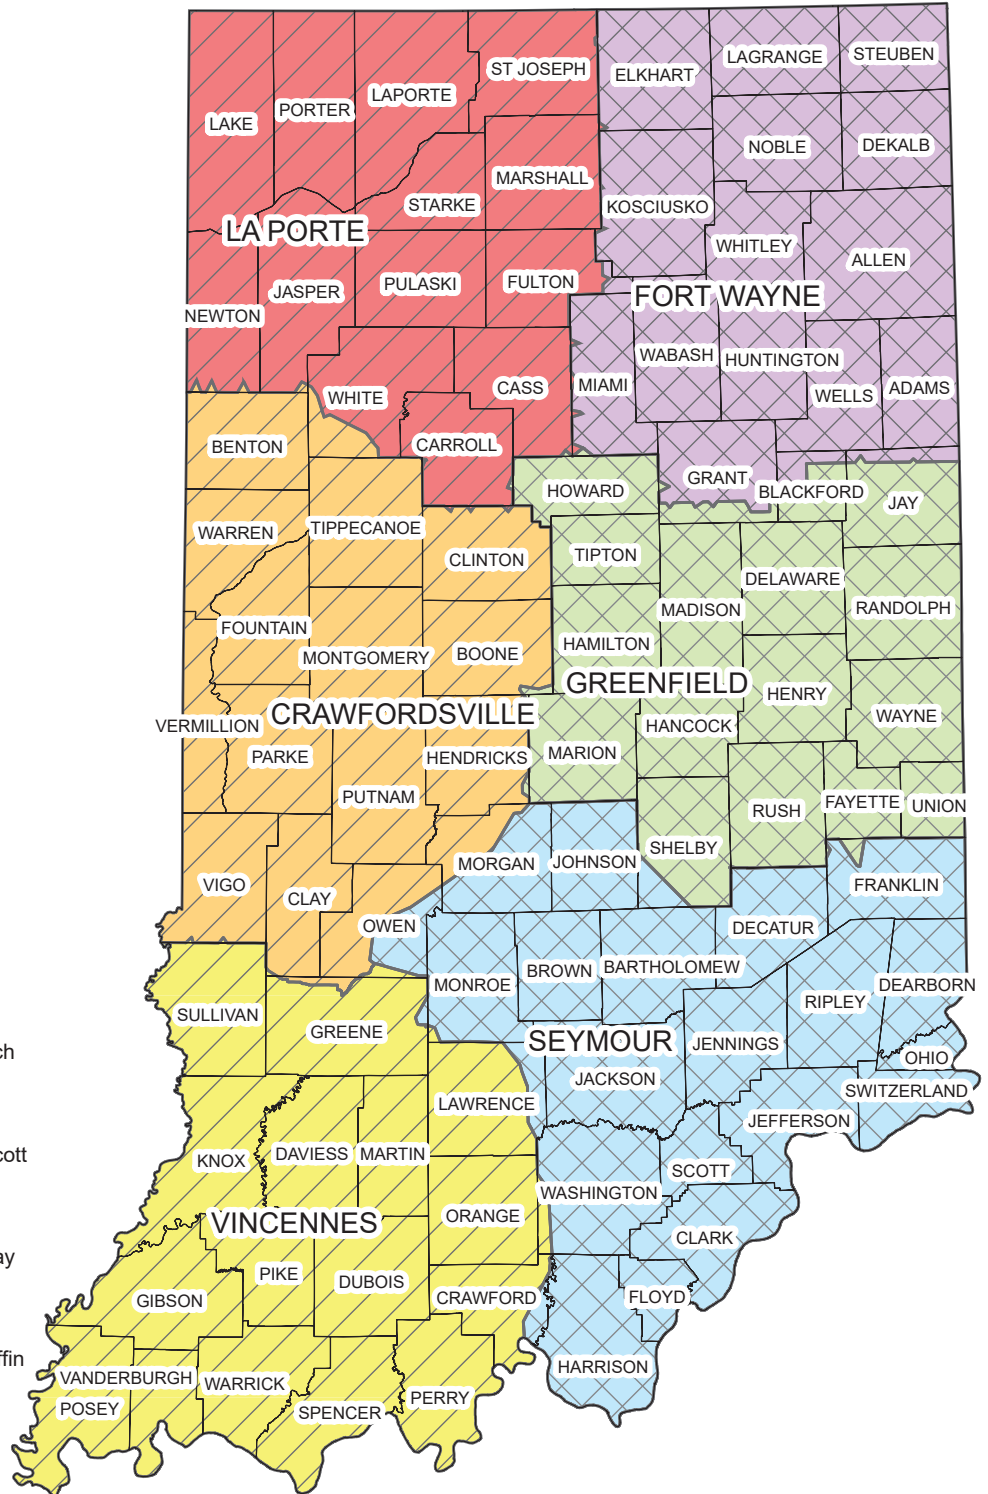 STEUBEN
LAGRANGE
ST JOSEPH
ELKHART
LAPORTE
PORTER
LAKE
NOBLE
DEKALB
MARSHALL
STARKE
KOSCIUSKO
LA PORTE
WHITLEY
ALLEN
JASPER
PULASKI
FULTON
FORT WAYNE
NEWTON
WABASH
HUNTINGTON
MIAMI
CASS
WHITE
WELLS
ADAMS
BENTON
CARROLL
GRANT
HOWARD
BLACKFORD
JAY
WARREN
TIPPECANOE
CLINTON
TIPTON
DELAWARE
MADISON
RANDOLPH
FOUNTAIN
HAMILTON
MONTGOMERY
BOONE
GREENFIELD
HENRY
CRAWFORDSVILLE
WAYNE
VERMILLION
HANCOCK
PARKE
HENDRICKS
MARION
PUTNAM
FAYETTE
UNION
RUSH
SHELBY
MORGAN
JOHNSON
VIGO
FRANKLIN
CLAY
OWEN
DECATUR
BROWN
BARTHOLOMEW
MONROE
DEARBORN
RIPLEY
SULLIVAN
GREENE
SEYMOUR
JENNINGS
ch
OHIO
JACKSON
SWITZERLAND
LAWRENCE
JEFFERSON
cott
KNOX
DAVIESS
MARTIN
SCOTT
WASHINGTON
VINCENNES
ORANGE
CLARK
ay
PIKE
DUBOIS
GIBSON
CRAWFORD
FLOYD
ffin
HARRISON
VANDERBURGH
WARRICK
PERRY
POSEY
SPENCER